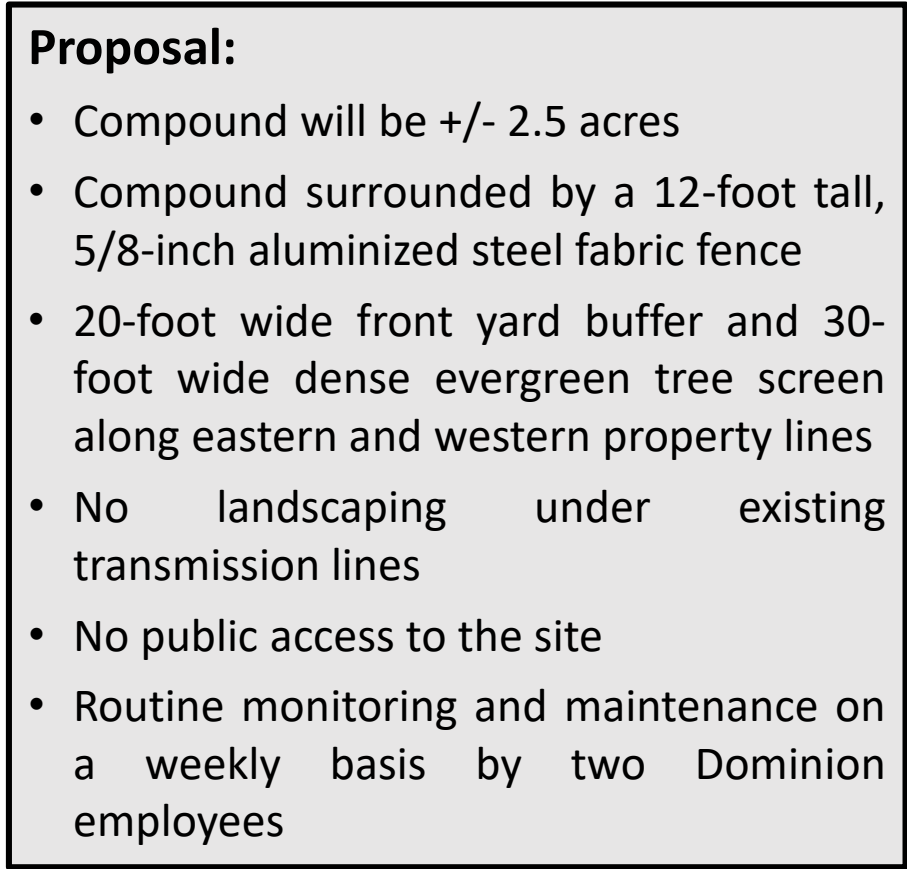 Proposal:
• Compound will be +/- 2.5 acres
• Compound surrounded by a 12-foot tall,
5/8-inch aluminized steel fabric fence
• 20-foot wide front yard buffer and 30-
foot wide dense evergreen tree screen
along eastern and western property lines
• No landscaping under existing
transmission lines
• No public access to the site
• Routine monitoring and maintenance on
a weekly basis by two Dominion
employees